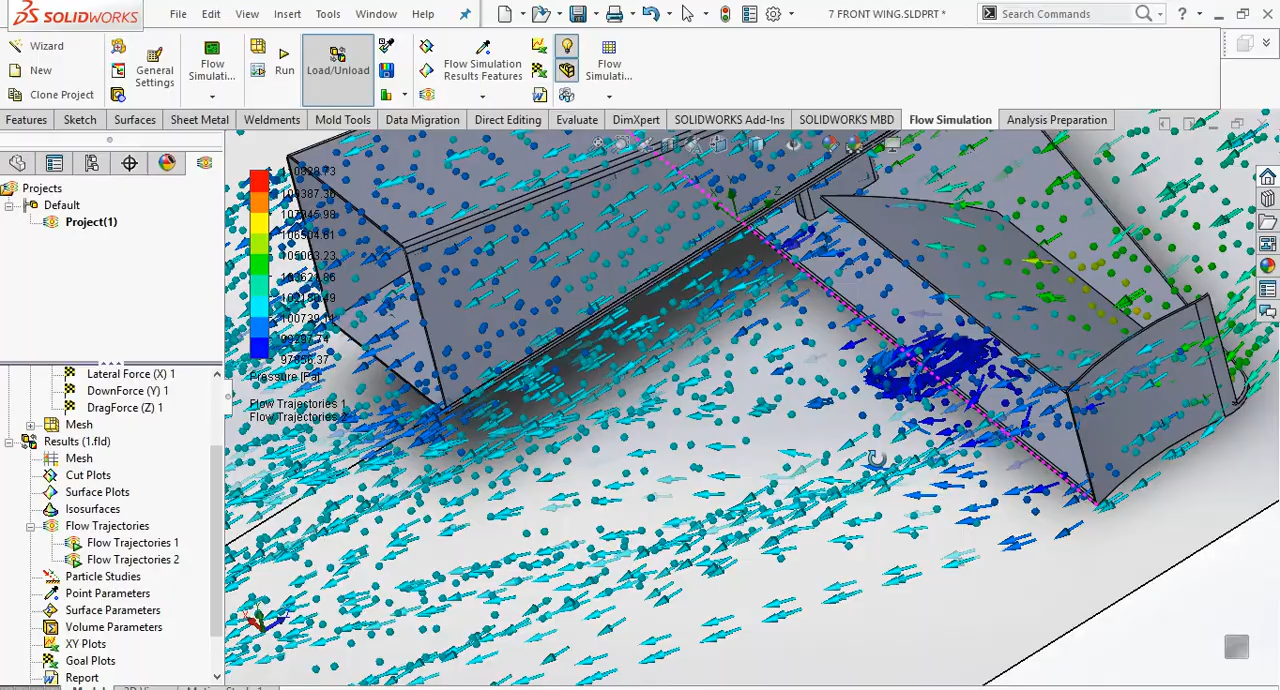 SOLIDWORKS
File Edit View Insert Tools Window Help
7 FRONT WING.SLDPRT *
Search Commands
?
Wizard
New
Clone Project
General
Settings
Flow
Simulati...
Run
Load/Unload
Flow Simulation
Results Features
Flow
Simulati...
Features Sketch Surfaces Sheet Metal Weldments Mold Tools Data Migration Direct Editing Evaluate DimXpert SOLIDWORKS Add-Ins SOLIDWORKS MBD Flow Simulation Analysis Preparation
Projects
Default
Project(1)
Lateral Force (X) 1
DownForce (Y) 1
DragForce (Z) 1
Mesh
Results (1.fld)
Mesh
Cut Plots
Surface Plots
Isosurfaces
Flow Trajectories
Flow Trajectories 1
Flow Trajectories 2
Particle Studies
Point Parameters
Surface Parameters
Volume Parameters
XY Plots
Goal Plots
Report
Flow Trajectories 1
Flow Trajectories 2
Z